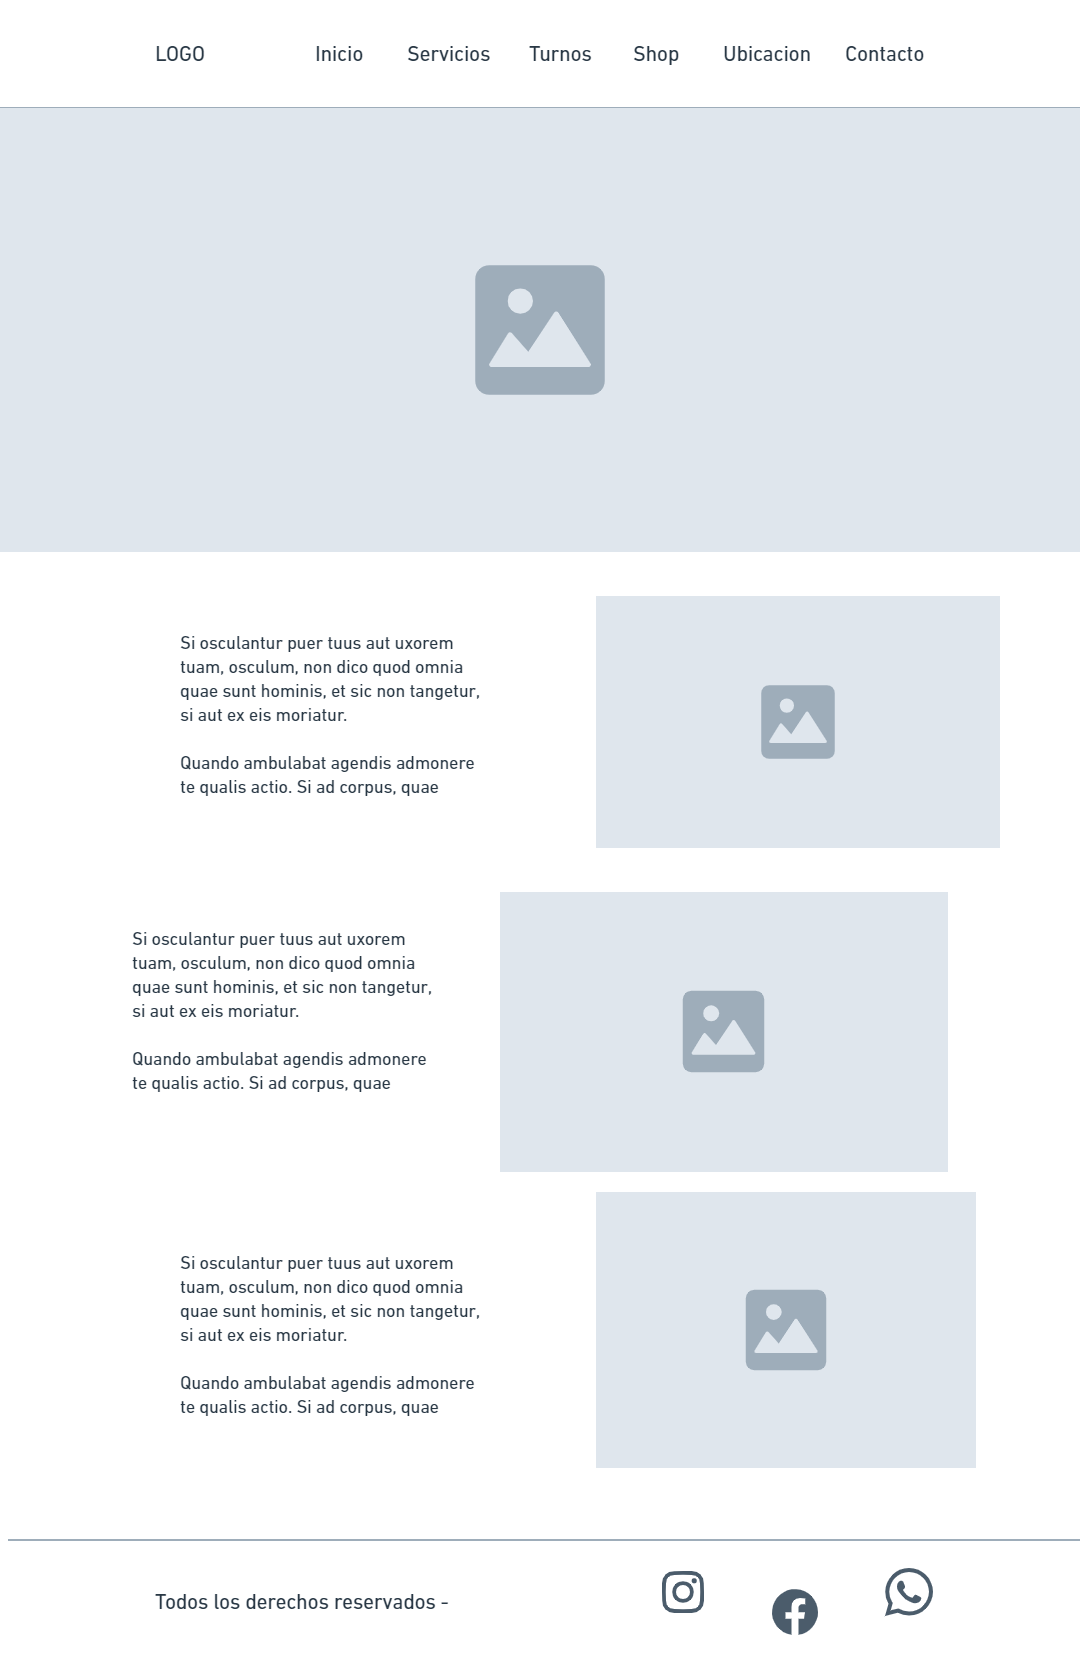 LOGO Inicio Servicios Turnos Shop Ubicacion Contacto
Si osculantur puer tuus aut uxorem
tuam, osculum, non dico quod omnia
quae sunt hominis, et sic non tangetur,
si aut ex eis moriatur.
Quando ambulabat agendis admonere
te qualis actio. Si ad corpus, quae
Si osculantur puer tuus aut uxorem
tuam, osculum, non dico quod omnia
quae sunt hominis, et sic non tangetur,
si aut ex eis moriatur.
Quando ambulabat agendis admonere
te qualis actio. Si ad corpus, quae
Si osculantur puer tuus aut uxorem
tuam, osculum, non dico quod omnia
quae sunt hominis, et sic non tangetur,
si aut ex eis moriatur.
Quando ambulabat agendis admonere
te qualis actio. Si ad corpus, quae
Todos los derechos reservados -